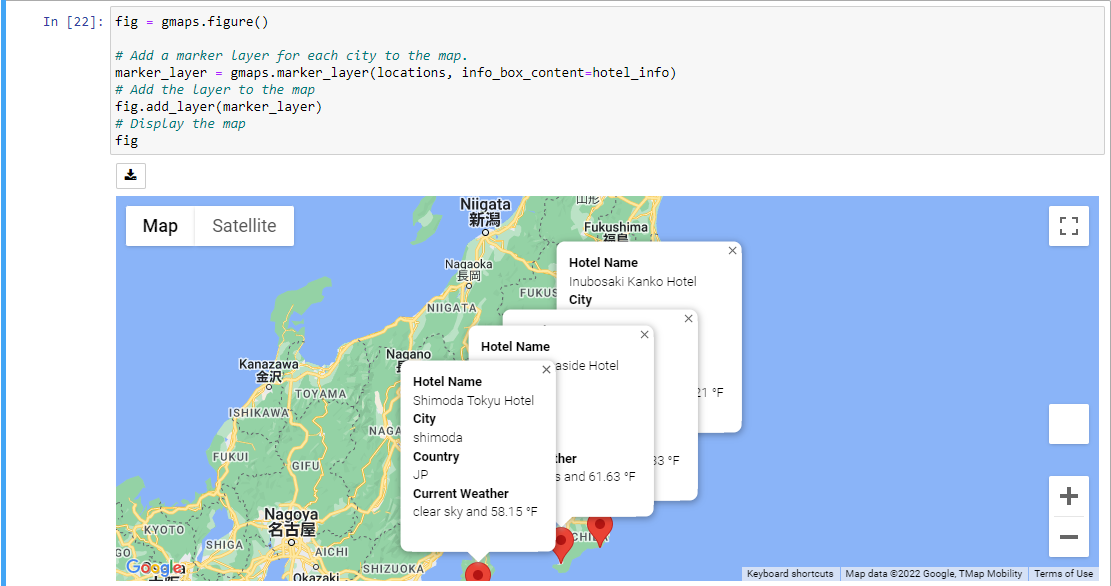 In [22]:
fig = gmaps.figure()
# Add a marker layer for each city to the map.
marker_layer = gmaps.marker_layer(locations, info_box_content=hotel_info)
# Add the layer to the map
fig.add_layer(marker_layer)
# Display the map
fig
Map
Satellite
Niigata
新潟
山形
Fukushima
福島
Nagaoka
長岡
FUKUS
NIIGATA
Nagano
Kanazawa
金沢
TOYAMA
ISHIKAWA
NAGA
FUKUI
GIFU
Nagoya
名古屋
KYOTO
SHIGA
AICHI
GO
Okazaki
SHIZUOKA
CHIBA
Hotel Name
Inubosaki Kanko Hotel
City
21 °F
33 °F
Hotel Name
aside Hotel
ther
s and 61.63 °F
Hotel Name
Shimoda Tokyu Hotel
City
shimoda
Country
JP
Current Weather
clear sky and 58.15 °F
Google
Keyboard shortcuts
Map data ©2022 Google, TMap Mobility
Terms of Use